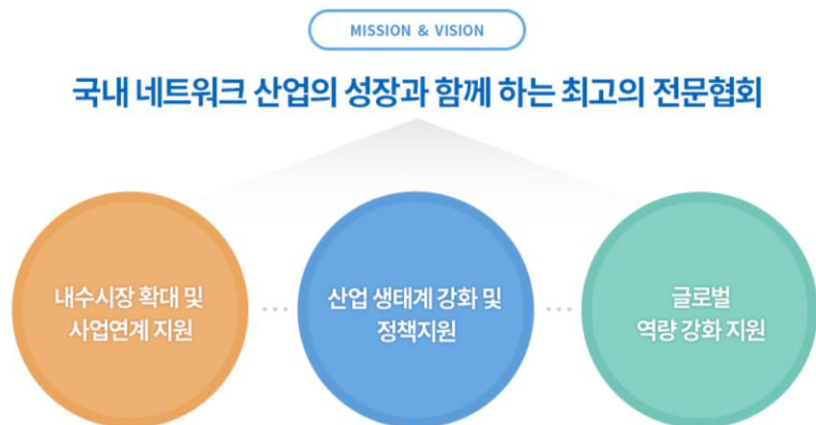 MISSION & VISION
국내 네트워크 산업의 성장과 함께 하는 최고의 전문협회
내수시장 확대 및
사업연계 지원
산업 생태계 강화 및
정책지원
글로벌
역량 강화 지원